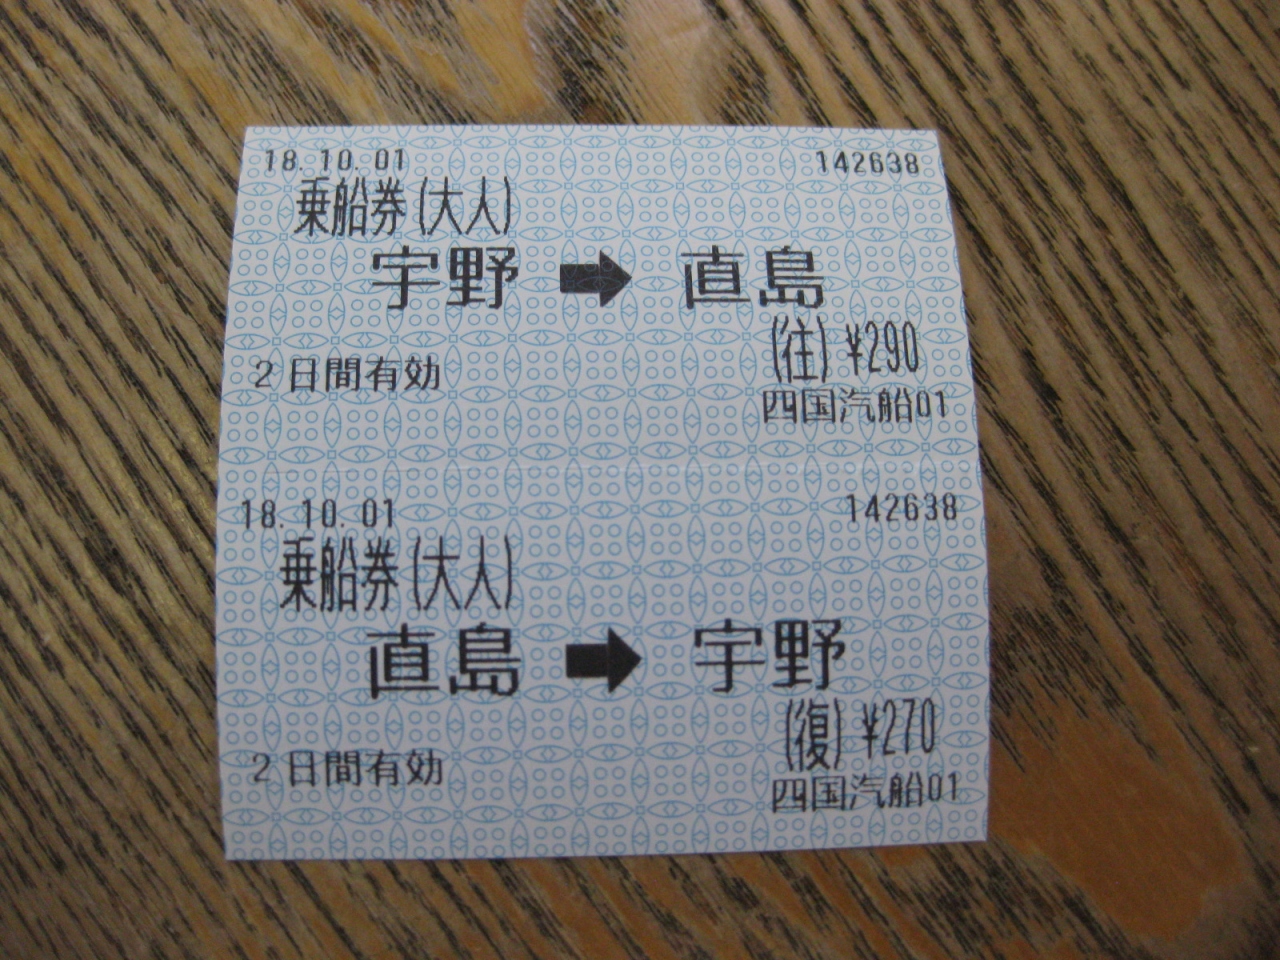 18.10.01 142638
乗船券(大人)
宇野 ➡ 直島
(往) ¥290
2日間有効
四国汽船01
18.10.01 142638
乗船券(大人)
直島 ➡ 宇野
(復) ¥270
2日間有効
四国汽船01